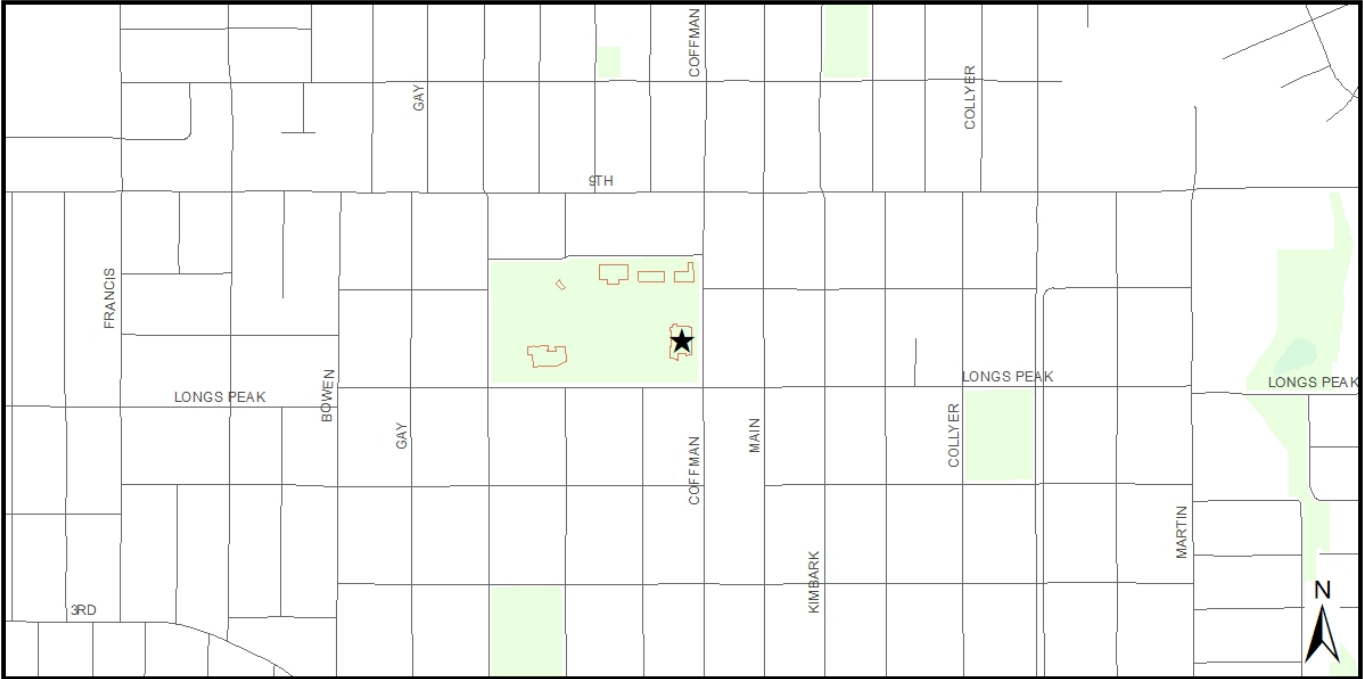 COFFMAN
COLLYER
GAY
9TH
FRANCIS
BOWEN
LONGS PEAK
LONGS PEAK
LONGS PEAK
GAY
COFFMAN
MAIN
COLLYER
MARTIN
KIMBARK
N
3RD